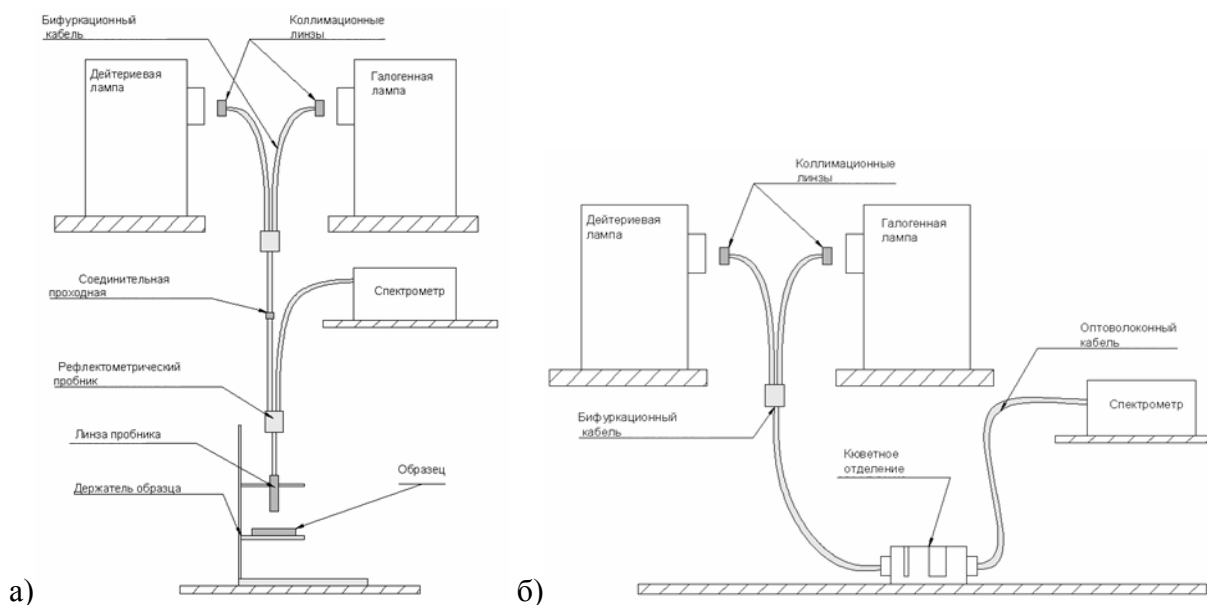 Бифуркационный
кабель
Коллимационные
линзы
Дейтериевая
лампа
Галогенная
лампа
Соединительная
проходная
Спектрометр
Рефлектометрический
пробник
Линза пробника
Образец
Держатель образца
а)
Коллимационные
линзы
Дейтериевая
лампа
Галогенная
лампа
Оптоволоконный
кабель
Бифуркационный
кабель
Спектрометр
Кюветное
отделение
б)